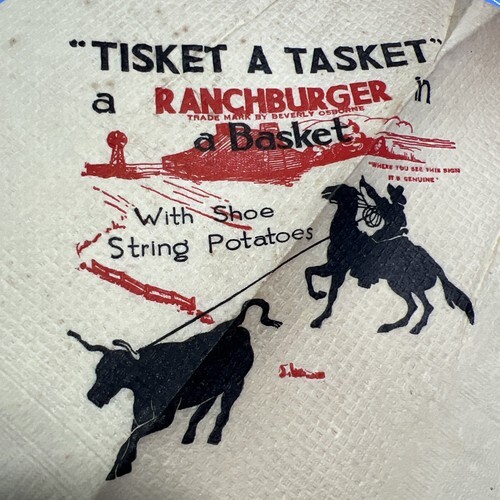 "TISKET A TASKET"
a RANCHBURGER in
TRADE MARK BY BEVERLY OSBORNE
a Basket
"WHERE YOU SEE THIS SIGN
IT'S GENUINE"
With Shoe
String Potatoes